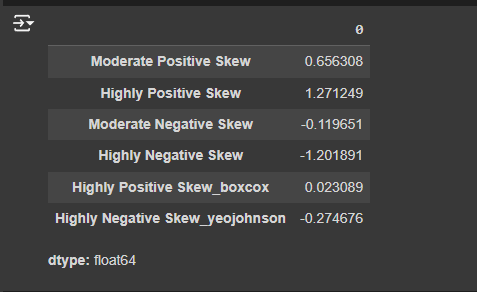 0
Moderate Positive Skew 0.656308
Highly Positive Skew 1.271249
Moderate Negative Skew -0.119651
Highly Negative Skew -1.201891
Highly Positive Skew_boxcox 0.023089
Highly Negative Skew_yeojohnson -0.274676
dtype: float64